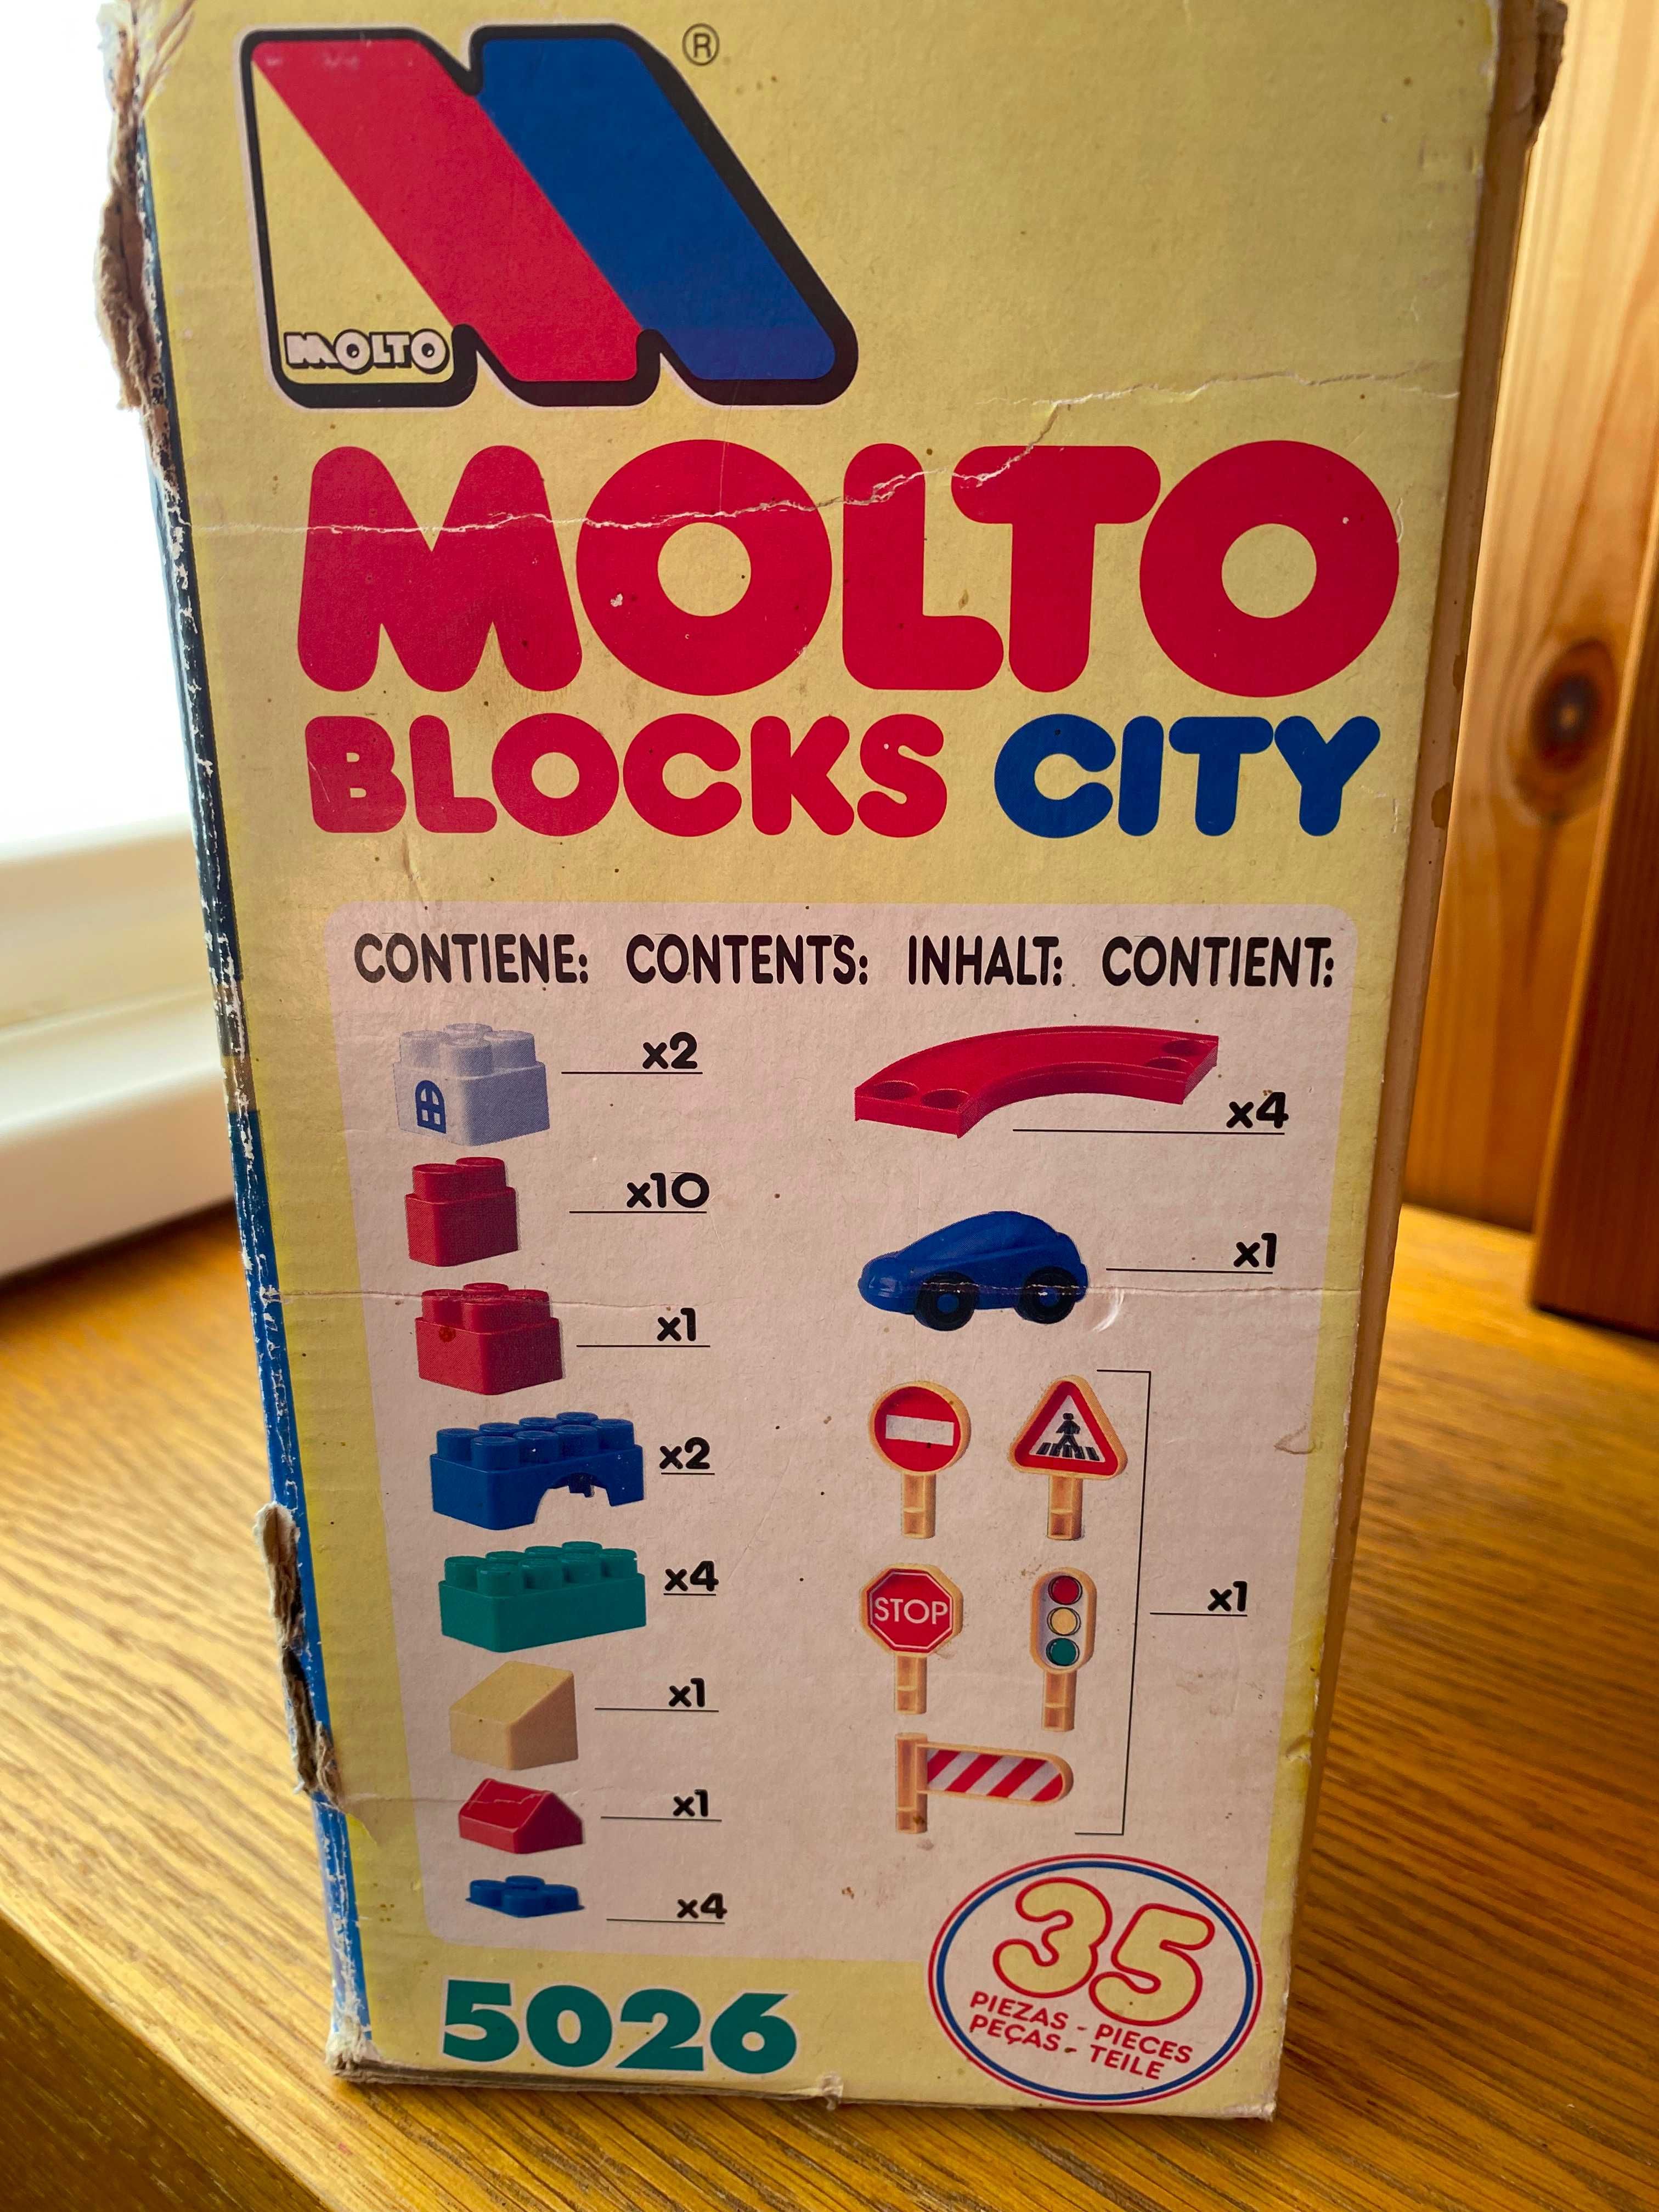 ®
MOLTO
MOLTO
BLOCKS CITY
CONTIENE: CONTENTS: INHALT: CONTIENT:
x2
x10
x1
x2
x4
x1
x1
x4
x4
x1
STOP
x1
5026
35
PIEZAS - PIECES
PEÇAS - TEILE